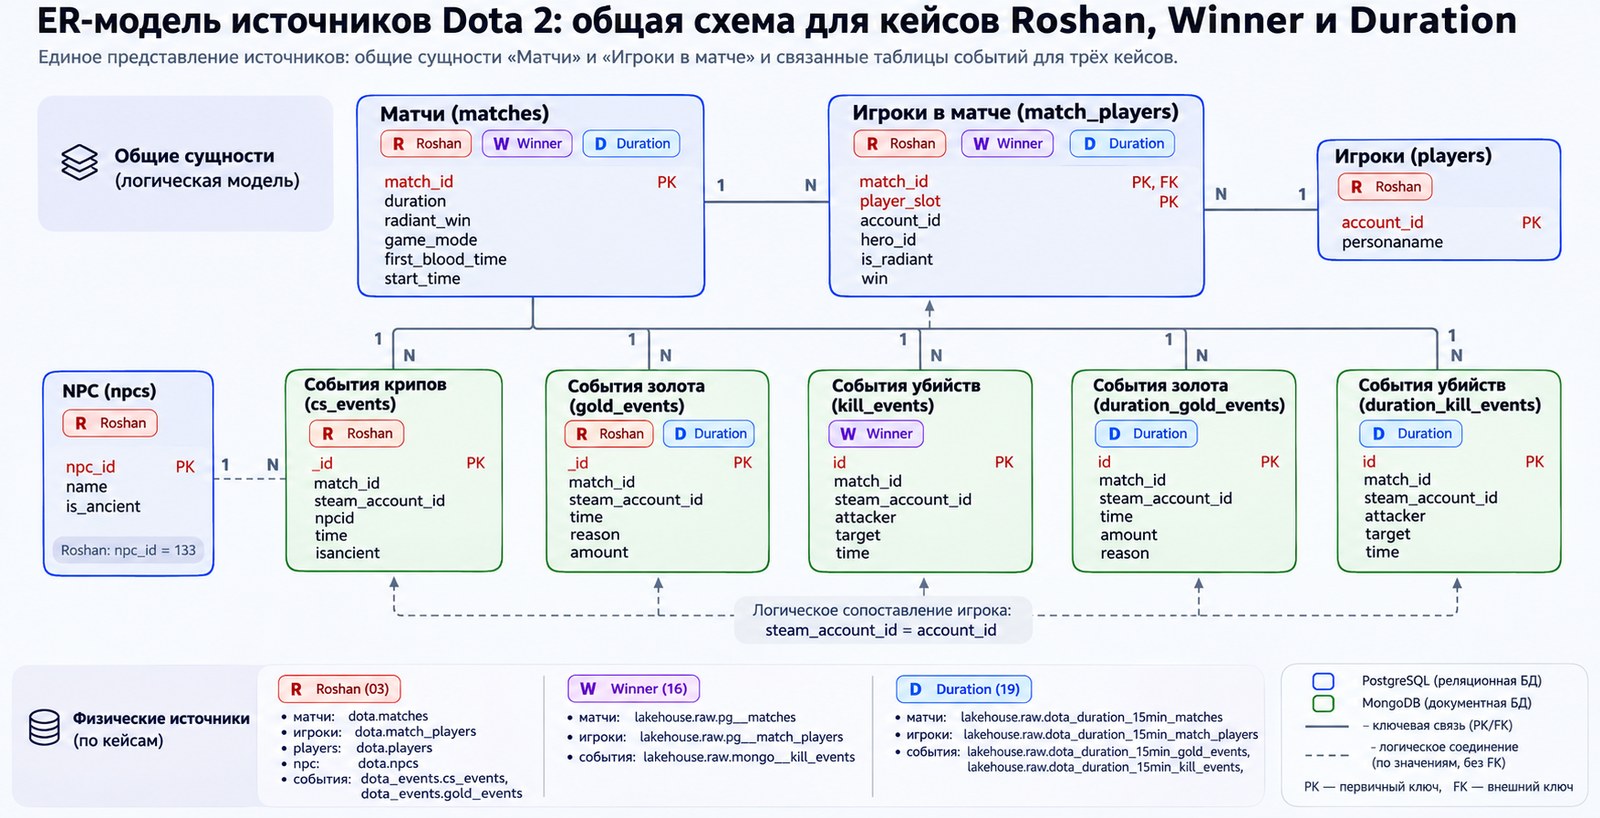 ER-модель источников Dota 2: общая схема для кейсов Roshan, Winner и Duration
Единое представление источников: общие сущности «Матчи» и «Игроки в матче» и связанные таблицы событий для трёх кейсов.
Общие сущности
(логическая модель)
Матчи (matches)
R Roshan W Winner D Duration
match_id PK
duration
radiant_win
game_mode
first_blood_time
start_time
1 N
Игроки в матче (match_players)
R Roshan W Winner D Duration
match_id PK, FK
player_slot PK
account_id
hero_id
is_radiant
win
N 1
Игроки (players)
R Roshan
account_id PK
personaname
1 N
1 N
1 N
1 N
1 N
NPC (npcs)
R Roshan
npc_id PK
name
is_ancient
Roshan: npc_id = 133
1 N
События крипов
(cs_events)
R Roshan
_id PK
match_id
steam_account_id
npcid
time
isancient
События золота
(gold_events)
R Roshan D Duration
_id PK
match_id
steam_account_id
time
reason
amount
События убийств
(kill_events)
W Winner
id PK
match_id
steam_account_id
attacker
target
time
События золота
(duration_gold_events)
D Duration
id PK
match_id
steam_account_id
time
amount
reason
События убийств
(duration_kill_events)
D Duration
id PK
match_id
steam_account_id
attacker
target
time
Логическое сопоставление игрока:
steam_account_id = account_id
Физические источники
(по кейсам)
R Roshan (03)
• матчи: dota.matches
• игроки: dota.match_players
• players: dota.players
• npc: dota.npcs
• события: dota_events.cs_events,
dota_events.gold_events
W Winner (16)
• матчи: lakehouse.raw.pg__matches
• игроки: lakehouse.raw.pg__match_players
• события: lakehouse.raw.mongo__kill_events
D Duration (19)
• матчи: lakehouse.raw.dota_duration_15min_matches
• игроки: lakehouse.raw.dota_duration_15min_match_players
• события: lakehouse.raw.dota_duration_15min_gold_events,
lakehouse.raw.dota_duration_15min_kill_events,
PostgreSQL (реляционная БД)
MongoDB (документная БД)
– ключевая связь (PK/FK)
– логическое соединение
(по значениям, без FK)
PK — первичный ключ, FK — внешний ключ